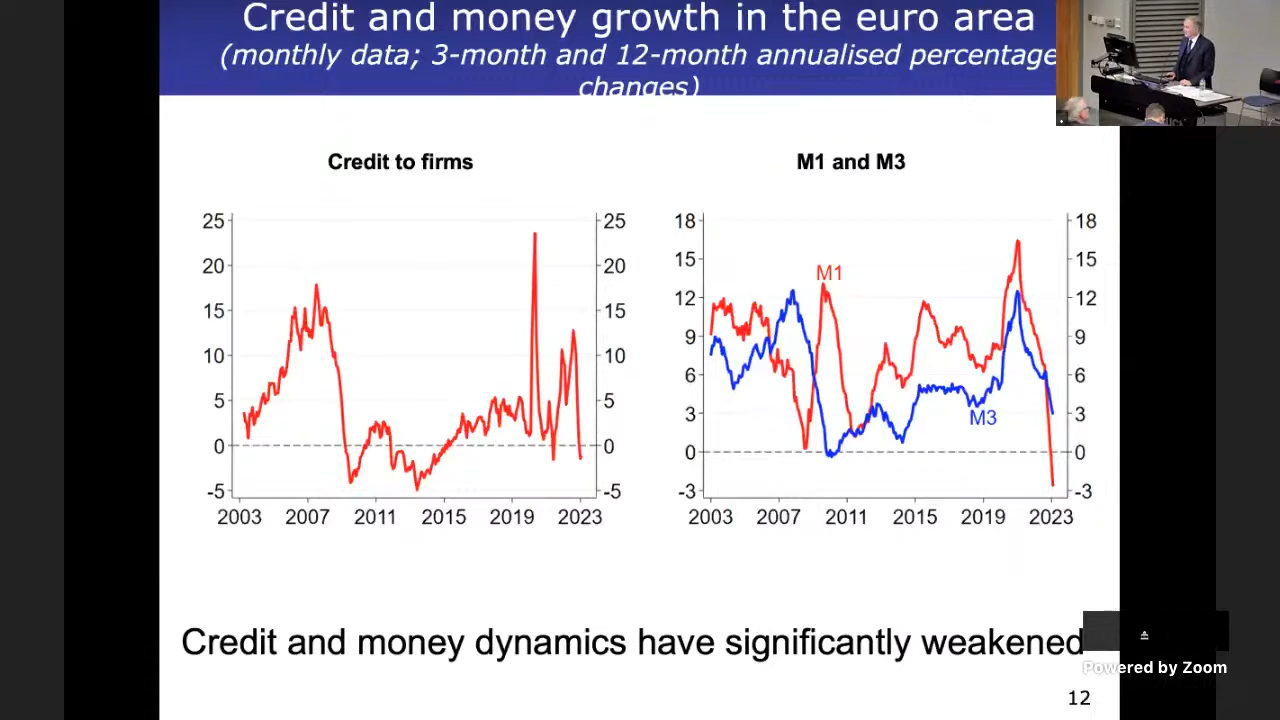 Credit and money growth in the euro area
(monthly data; 3-month and 12-month annualised percentage
changes)
Credit to firms
M1 and M3
25
20
15
10
5
0
-5
25
20
15
10
5
0
-5
2003 2007 2011 2015 2019 2023
18
15
12
9
6
3
0
-3
M1
M3
18
15
12
9
6
3
0
-3
2003 2007 2011 2015 2019 2023
Credit and money dynamics have significantly weakened
Powered by Zoom
12